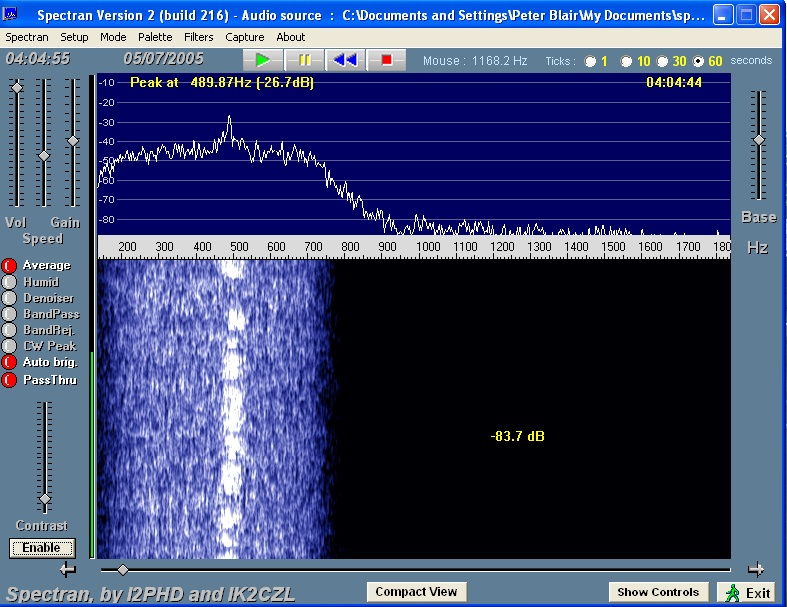 Spectran Version 2 (build 216) - Audio source : C:\Documents and Settings\Peter Blair\My Documents\sp...
Spectran Setup Mode Palette Filters Capture About
04:04:55 05/07/2005 Mouse : 1168.2 Hz Ticks : 1 10 30 60 seconds
Peak at 489.87Hz (-26.7dB) 04:04:44
-10
-20
-30
-40
-50
-60
-70
-80
Vol Gain
Speed
Base
200 300 400 500 600 700 800 900 1000 1100 1200 1300 1400 1500 1600 1700 180
Hz
Average
Humid
Denoiser
BandPass
BandRej.
CW Peak
Auto brig.
PassThru
-83.7 dB
Contrast
Enable
Spectran, by I2PHD and IK2CZL
Compact View
Show Controls
Exit